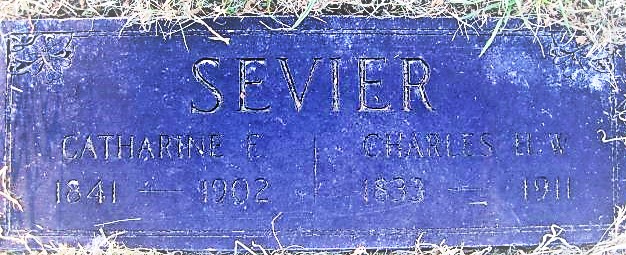 SEVIER
CATHARINE E. CHARLES H. W.
1841 — 1902 1833 — 1911